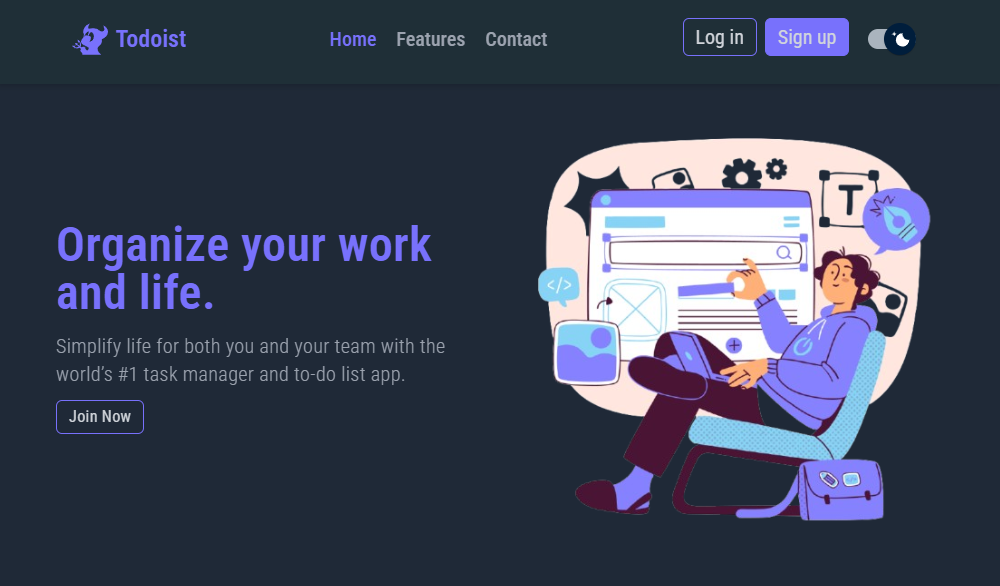 Todoist
Home
Features
Contact
Log in
Sign up
Organize your work
and life.
Simplify life for both you and your team with the
world’s #1 task manager and to-do list app.
Join Now
T
</>